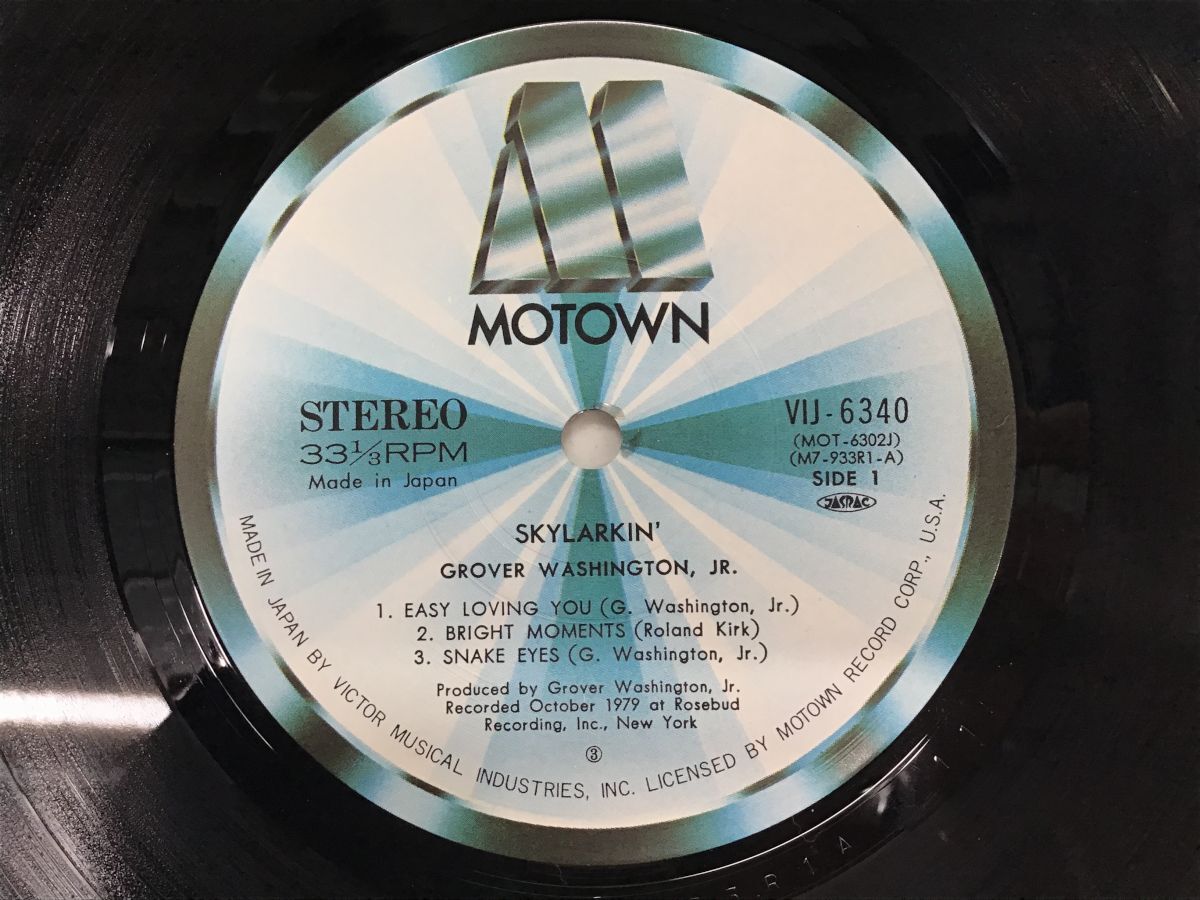 MOTOWN
STEREO
33⅓RPM
Made in Japan
VIJ-6340
(MOT-6302J)
(M7-933R1-A)
SIDE 1
JASRAC
SKYLARKIN'
GROVER WASHINGTON, JR.
1. EASY LOVING YOU (G. Washington, Jr.)
2. BRIGHT MOMENTS (Roland Kirk)
3. SNAKE EYES (G. Washington, Jr.)
Produced by Grover Washington, Jr.
Recorded October 1979 at Rosebud
Recording, Inc., New York
③
MADE IN JAPAN BY VICTOR MUSICAL INDUSTRIES, INC. LICENSED BY MOTOWN RECORD CORP., U.S.A.